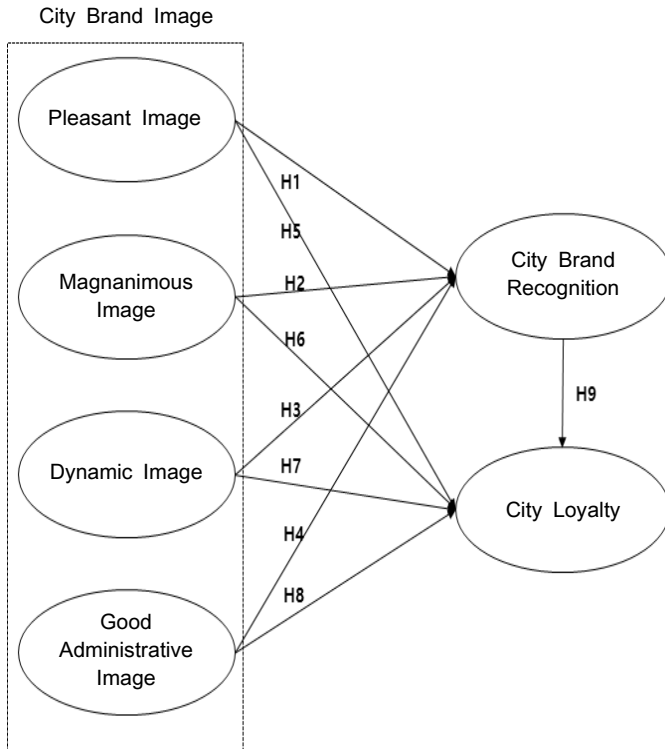 City Brand Image
Pleasant Image
H1
H5
City Brand
Recognition
Magnanimous
Image
H2
H6
H9
H3
Dynamic Image
H7
City Loyalty
H4
H8
Good
Administrative
Image